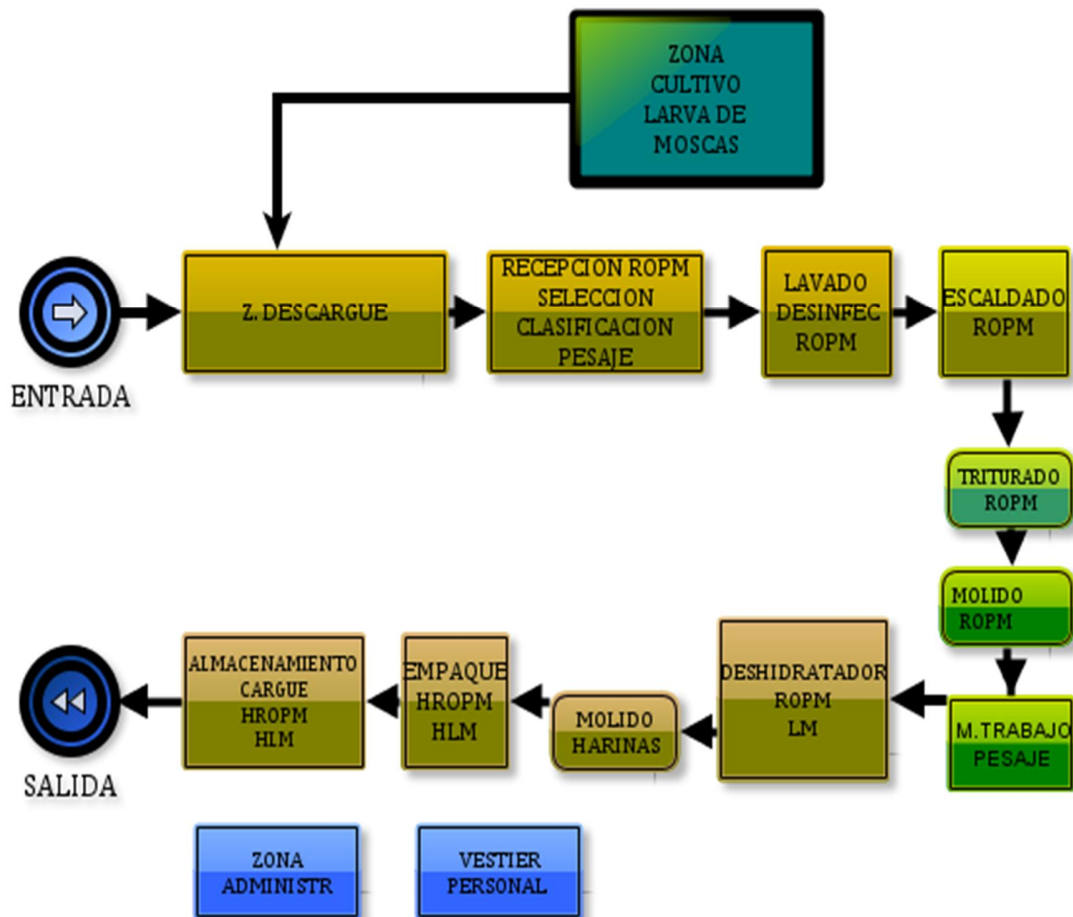 ZONA
CULTIVO
LARVA DE
MOSCAS
ENTRADA
Z. DESCARGUE
RECEPCION ROPM
SELECCION
CLASIFICACION
PESAJE
LAVADO
DESINFEC
ROPM
ESCALDADO
ROPM
TRITURADO
ROPM
MOLIDO
ROPM
M.TRABAJO
PESAJE
DESHIDRATADOR
ROPM
LM
MOLIDO
HARINAS
EMPAQUE
HROPM
HLM
ALMACENAMIENTO
CARGUE
HROPM
HLM
SALIDA
ZONA
ADMINISTR
VESTIER
PERSONAL